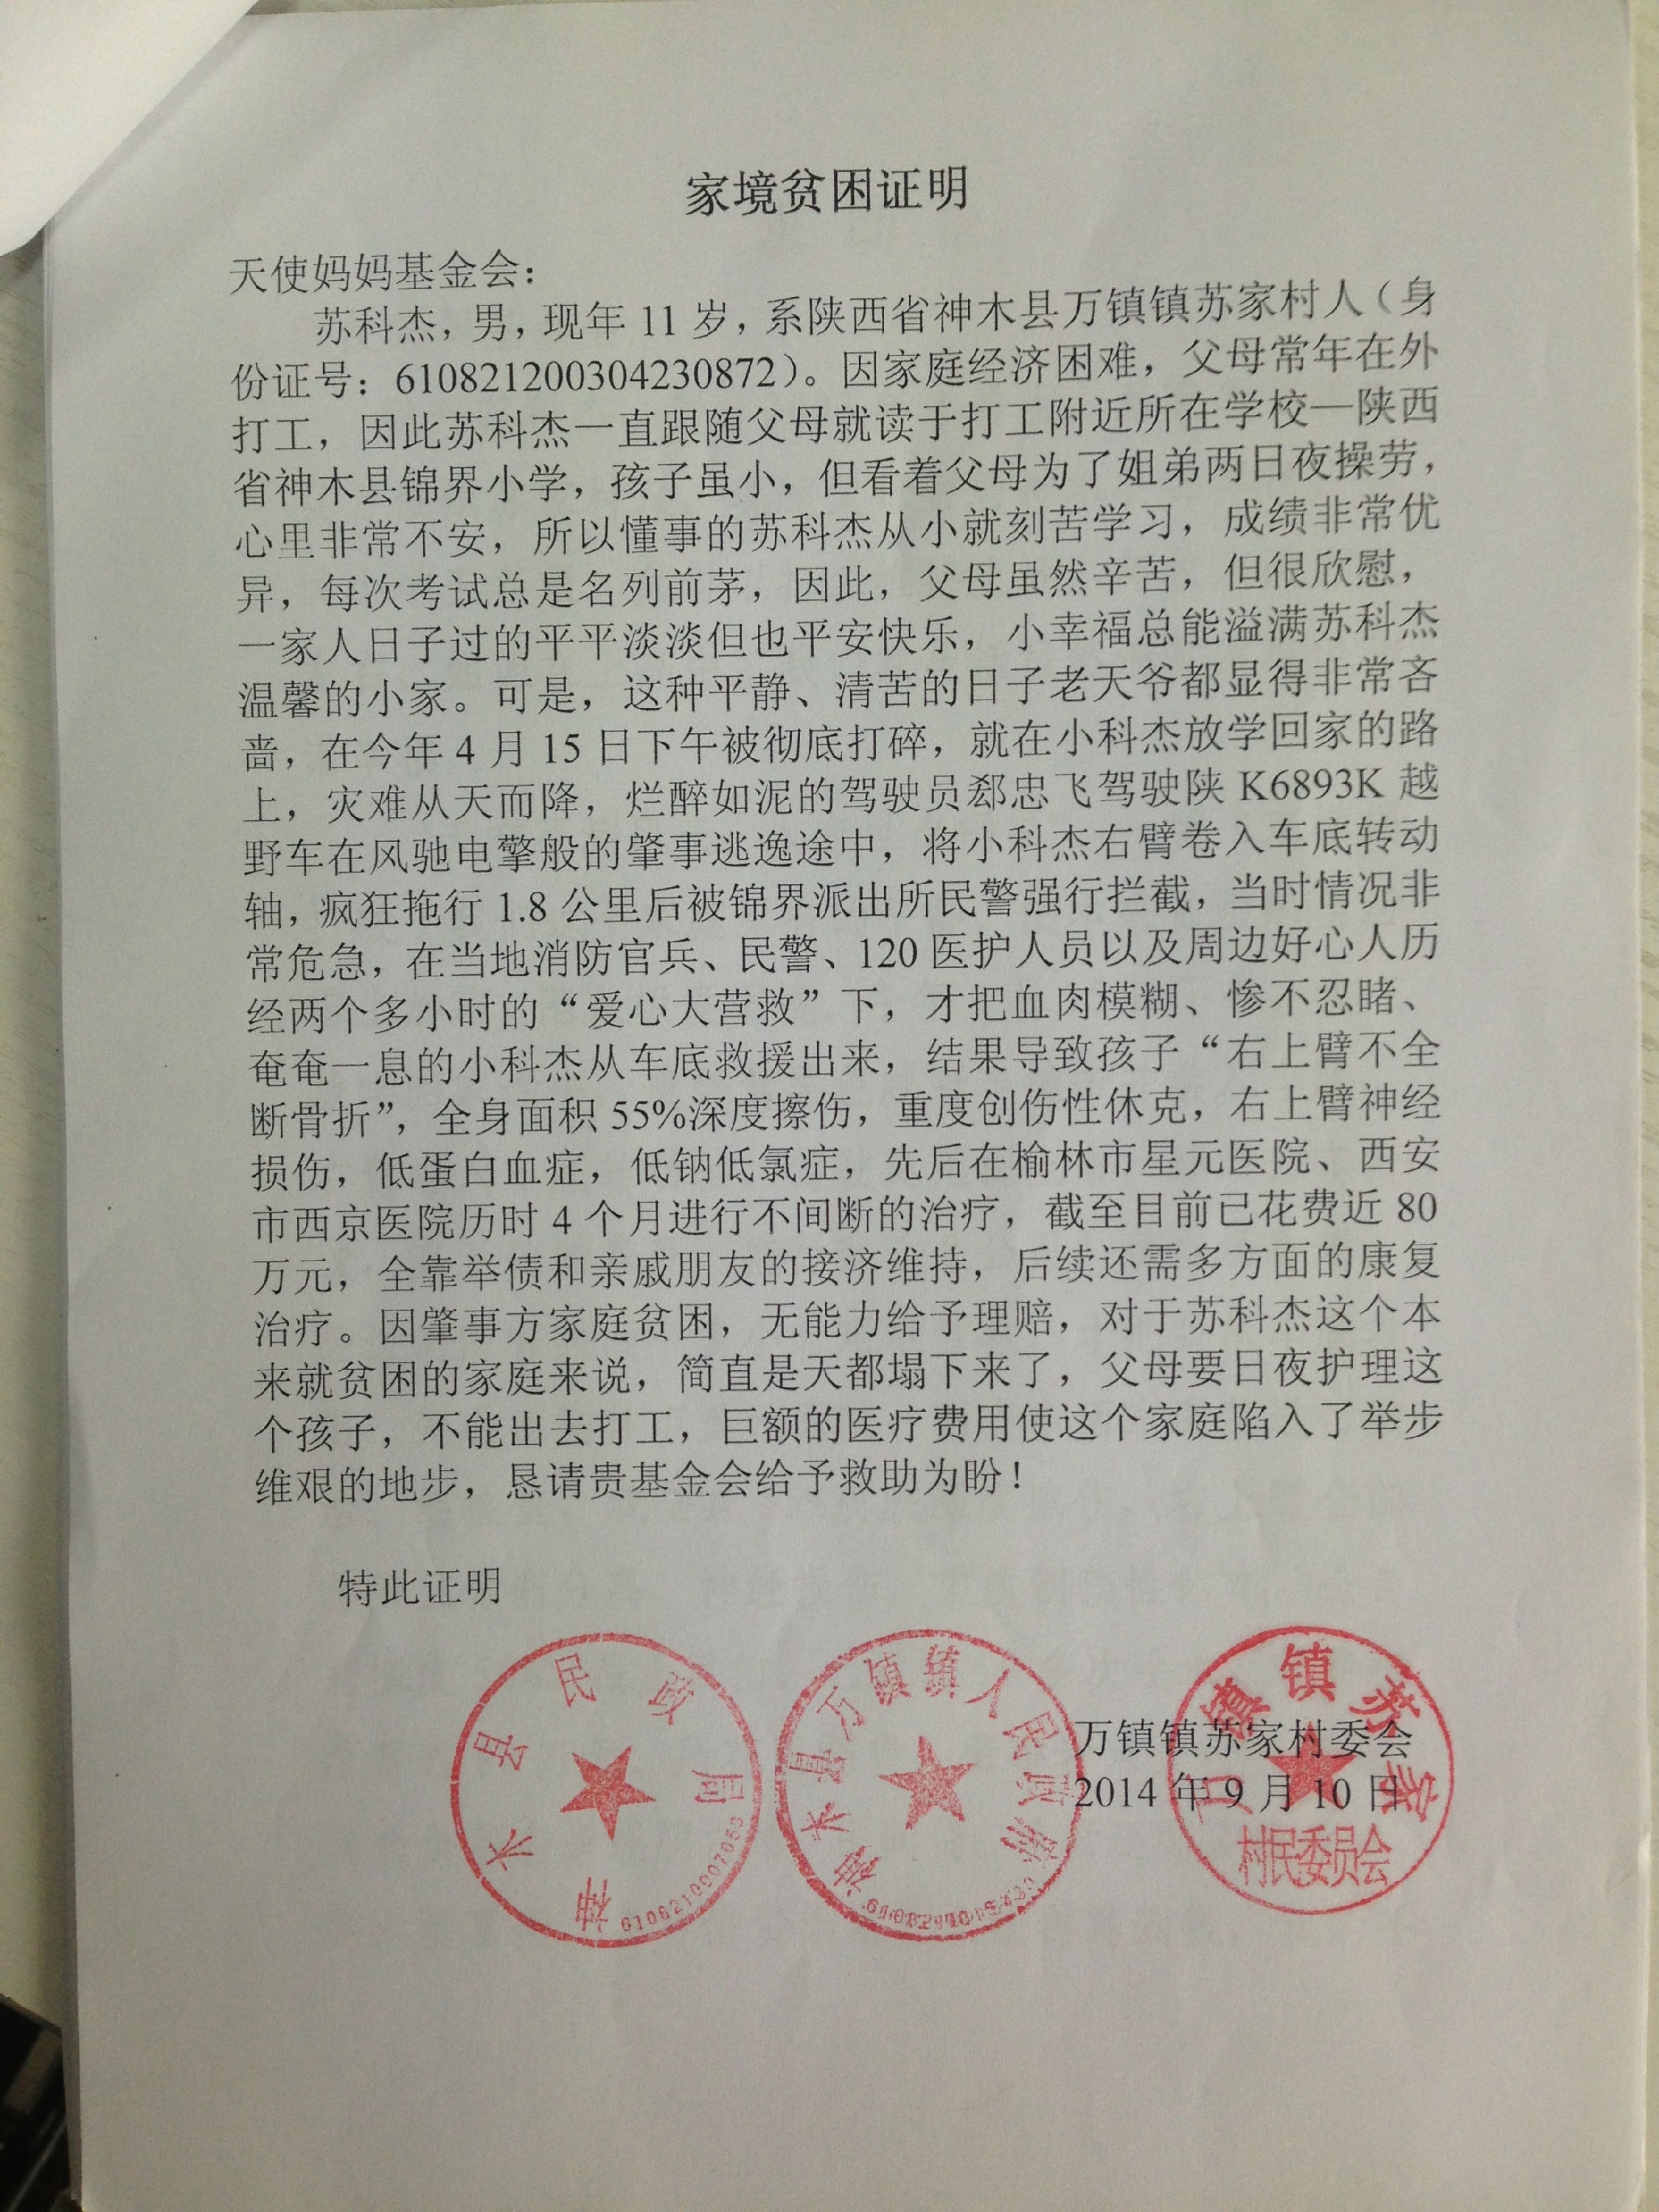 家境贫困证明
天使妈妈基金会：
苏科杰，男，现年 11 岁，系陕西省神木县万镇镇苏家村人（身
份证号：610821200304230872）。因家庭经济困难，父母常年在外
打工，因此苏科杰一直跟随父母就读于打工附近所在学校—陕西
省神木县锦界小学，孩子虽小，但看着父母为了姐弟两日夜操劳，
心里非常不安，所以懂事的苏科杰从小就刻苦学习，成绩非常优
异，每次考试总是名列前茅，因此，父母虽然辛苦，但很欣慰，
一家人日子过的平平淡淡但也平安快乐，小幸福总能溢满苏科杰
温馨的小家。可是，这种平静、清苦的日子老天爷都显得非常吝
啬，在今年 4 月 15 日下午被彻底打碎，就在小科杰放学回家的路
上，灾难从天而降，烂醉如泥的驾驶员郄忠飞驾驶陕 K6893K 越
野车在风驰电擎般的肇事逃逸途中，将小科杰右臂卷入车底转动
轴，疯狂拖行 1.8 公里后被锦界派出所民警强行拦截，当时情况非
常危急，在当地消防官兵、民警、120 医护人员以及周边好心人历
经两个多小时的“爱心大营救”下，才把血肉模糊、惨不忍睹、
奄奄一息的小科杰从车底救援出来，结果导致孩子“右上臂不全
断骨折”，全身面积 55%深度擦伤，重度创伤性休克，右上臂神经
损伤，低蛋白血症，低钠低氯症，先后在榆林市星元医院、西安
市西京医院历时 4 个月进行不间断的治疗，截至目前已花费近 80
万元，全靠举债和亲戚朋友的接济维持，后续还需多方面的康复
治疗。因肇事方家庭贫困，无能力给予理赔，对于苏科杰这个本
来就贫困的家庭来说，简直是天都塌下来了，父母要日夜护理这
个孩子，不能出去打工，巨额的医疗费用使这个家庭陷入了举步
维艰的地步，恳请贵基金会给予救助为盼！
特此证明
神木县民政局
6108210007063
神木县万镇镇人民政府
万镇镇苏家
村民委员会
万镇镇苏家村委会
2014 年 9 月 10 日